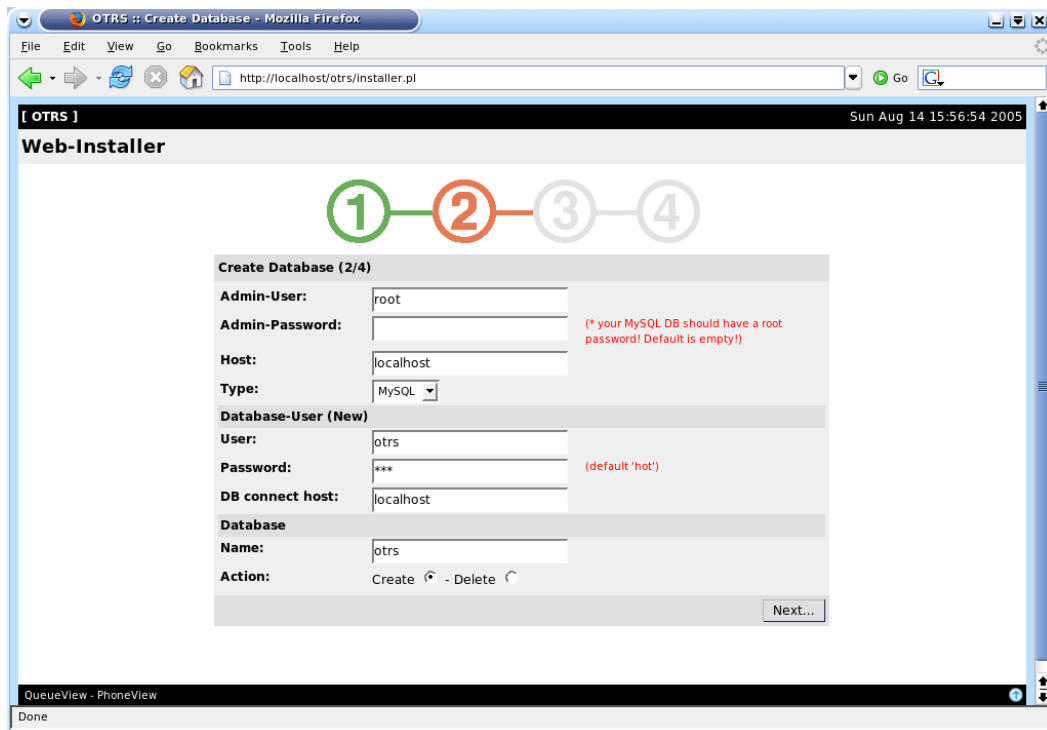 OTRS :: Create Database - Mozilla Firefox
File Edit View Go Bookmarks Tools Help
http://localhost/otrs/installer.pl Go G
[ OTRS ] Sun Aug 14 15:56:54 2005
Web-Installer
1 2 3 4
Create Database (2/4)
Admin-User: root
Admin-Password: (* your MySQL DB should have a root
password! Default is empty!)
Host: localhost
Type: MySQL
Database-User (New)
User: otrs
Password: *** (default 'hot')
DB connect host: localhost
Database
Name: otrs
Action: Create - Delete
Next...
QueueView - PhoneView
Done